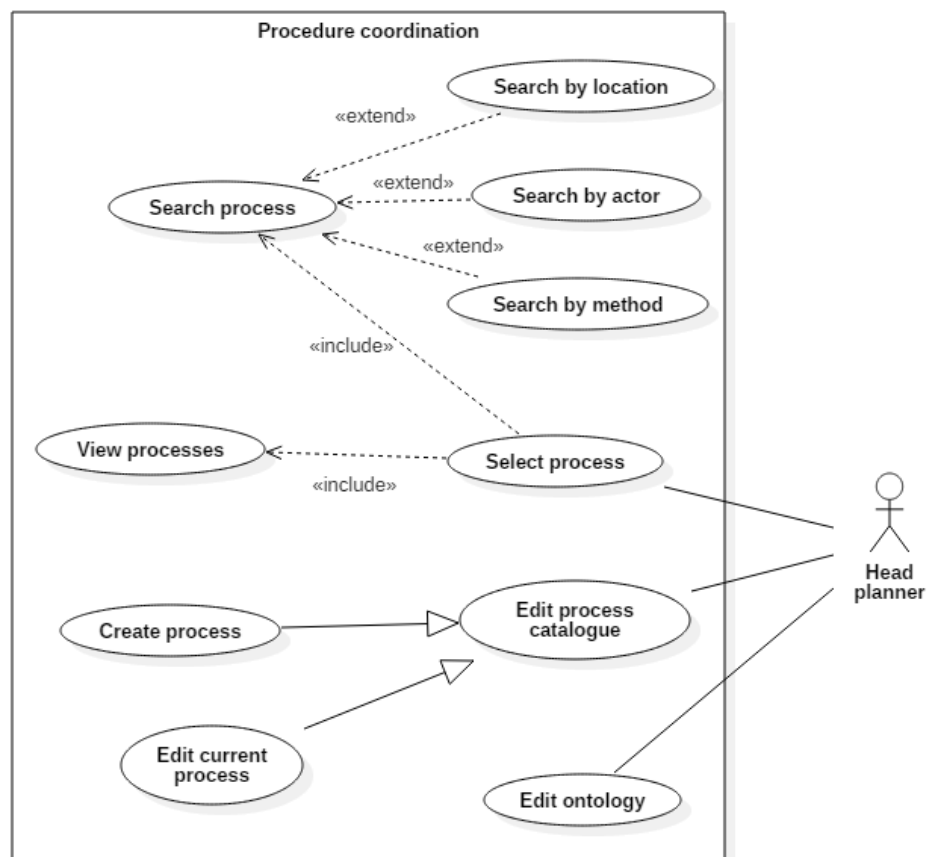 Procedure coordination
Search by location
«extend»
«extend»
Search by actor
Search process
«extend»
Search by method
«include»
View processes
Select process
«include»
Head
planner
Edit process
catalogue
Create process
Edit current
process
Edit ontology